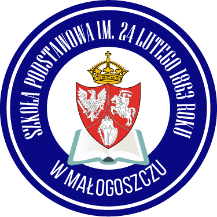 SZKOŁA PODSTAWOWA IM. 24 LUTEGO 1863 ROKU
W MAŁOGOSZCZU